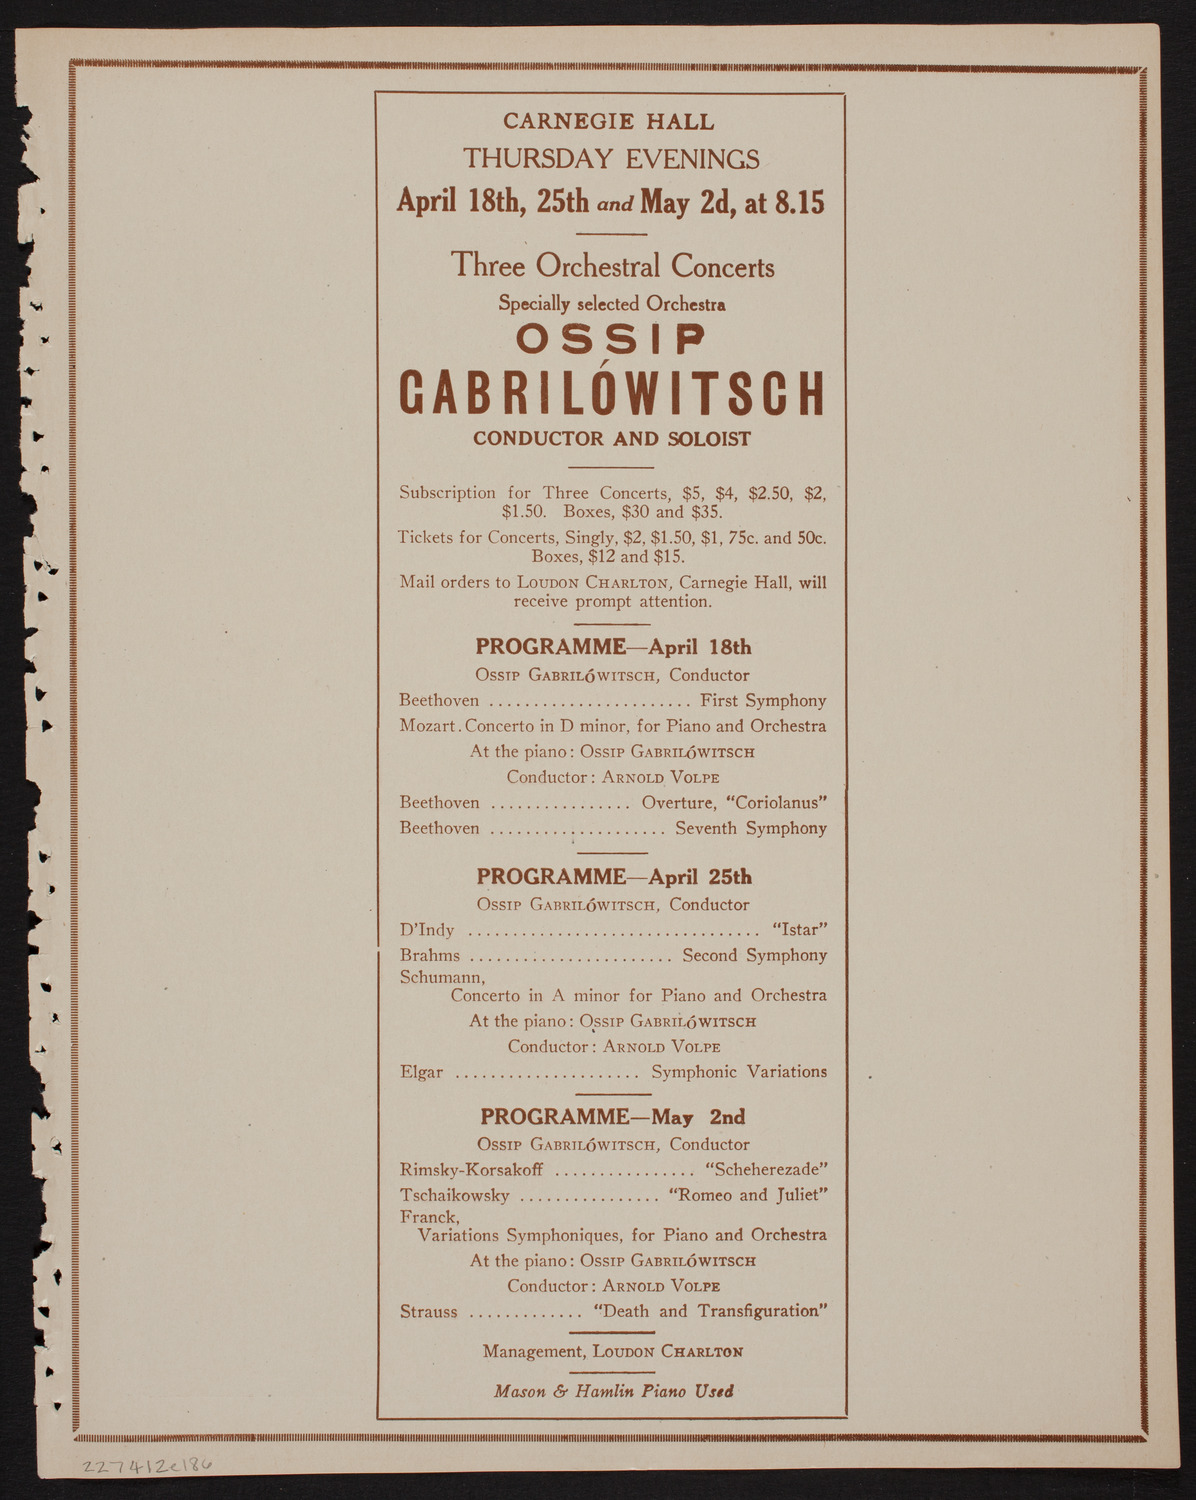 CARNEGIE HALL
THURSDAY EVENINGS
April 18th, 25th and May 2d, at 8.15
Three Orchestral Concerts
Specially selected Orchestra
OSSIP
GABRILÓWITSCH
CONDUCTOR AND SOLOIST
Subscription for Three Concerts, $5, $4, $2.50, $2,
$1.50. Boxes, $30 and $35.
Tickets for Concerts, Singly, $2, $1.50, $1, 75c. and 50c.
Boxes, $12 and $15.
Mail orders to LOUDON CHARLTON, Carnegie Hall, will
receive prompt attention.
PROGRAMME—April 18th
OSSIP GABRILÓWITSCH, Conductor
Beethoven ....................... First Symphony
Mozart. Concerto in D minor, for Piano and Orchestra
At the piano: OSSIP GABRILÓWITSCH
Conductor: ARNOLD VOLPE
Beethoven ................ Overture, "Coriolanus"
Beethoven .................... Seventh Symphony
PROGRAMME—April 25th
OSSIP GABRILÓWITSCH, Conductor
D'Indy ................................. "Istar"
Brahms ....................... Second Symphony
Schumann,
Concerto in A minor for Piano and Orchestra
At the piano: OSSIP GABRILÓWITSCH
Conductor: ARNOLD VOLPE
Elgar ..................... Symphonic Variations
PROGRAMME—May 2nd
OSSIP GABRILÓWITSCH, Conductor
Rimsky-Korsakoff ................ "Scheherezade"
Tschaikowsky ................ "Romeo and Juliet"
Franck,
Variations Symphoniques, for Piano and Orchestra
At the piano: OSSIP GABRILÓWITSCH
Conductor: ARNOLD VOLPE
Strauss ............. "Death and Transfiguration"
Management, LOUDON CHARLTON
Mason & Hamlin Piano Used
227412c186